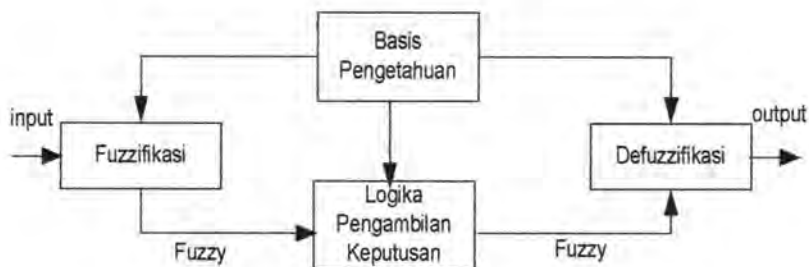 Basis
Pengetahuan
input
Fuzzifikasi
output
Defuzzifikasi
Logika
Pengambilan
Keputusan
Fuzzy
Fuzzy